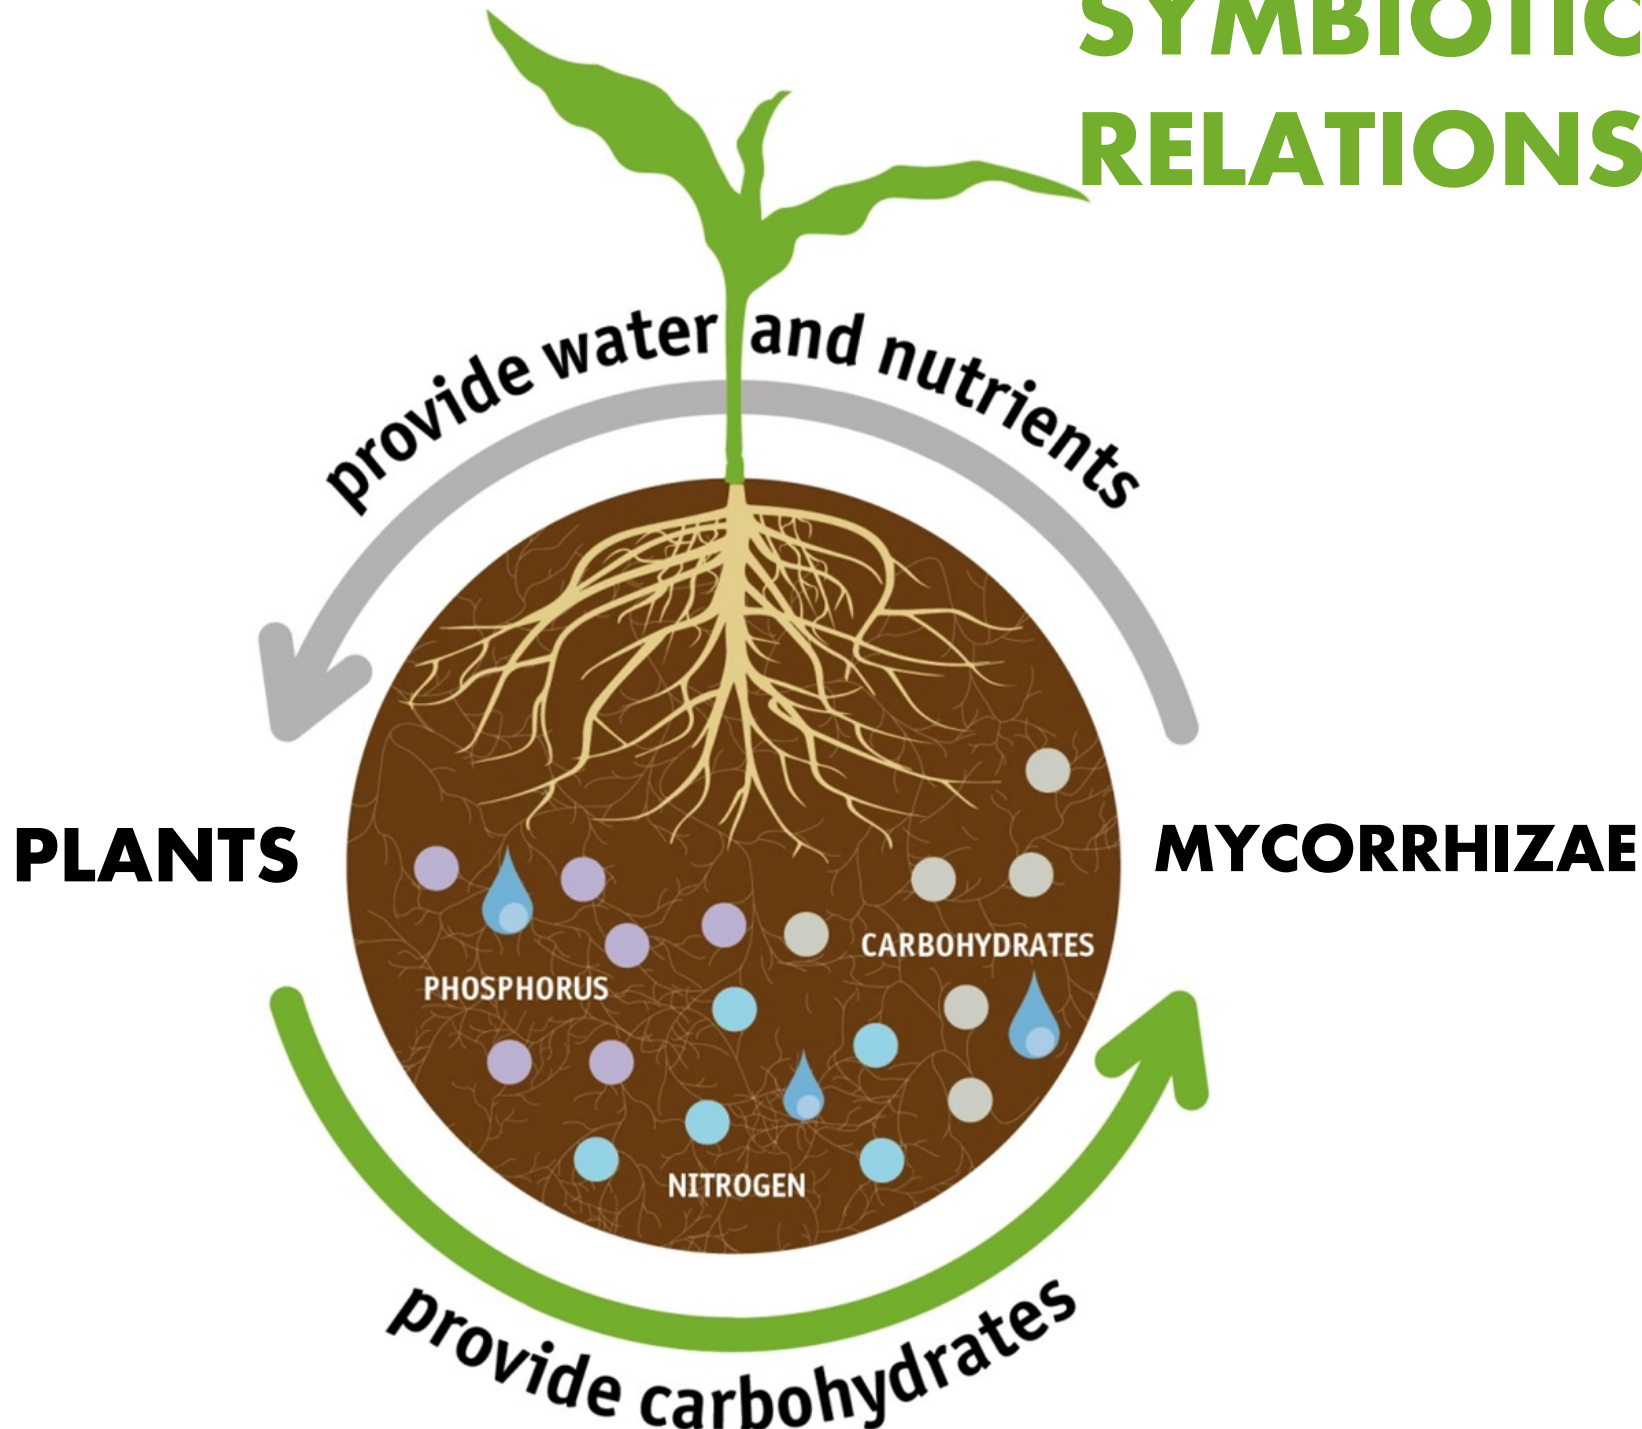 SYMBIOTIC
RELATIONS
provide water and nutrients
PLANTS
MYCORRHIZAE
CARBOHYDRATES
PHOSPHORUS
NITROGEN
provide carbohydrates